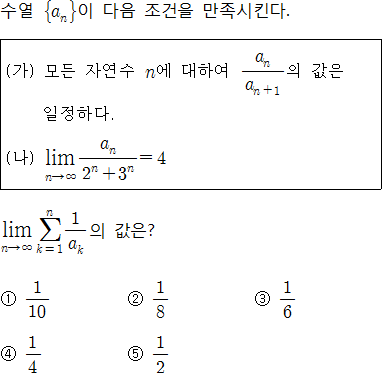 수열 {aₙ}이 다음 조건을 만족시킨다.
(가) 모든 자연수 n에 대하여 $\frac{a_n}{a_{n+1}}$의 값은
일정하다.
(나) $\lim_{n \to \infty} \frac{a_n}{2^n + 3^n} = 4$
$\lim_{n \to \infty} \sum_{k=1}^{n} \frac{1}{a_k}$의 값은?
① $\frac{1}{10}$ ② $\frac{1}{8}$ ③ $\frac{1}{6}$
④ $\frac{1}{4}$ ⑤ $\frac{1}{2}$